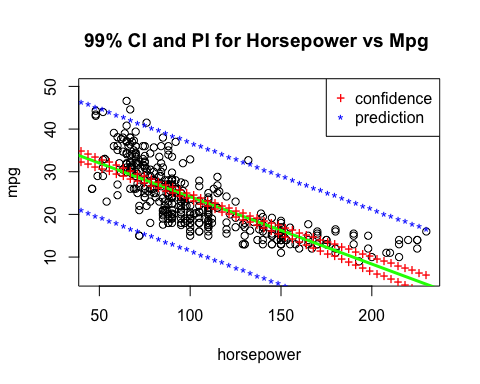 99% CI and PI for Horsepower vs Mpg
confidence
prediction
50
40
30
20
10
mpg
50
100
150
200
horsepower